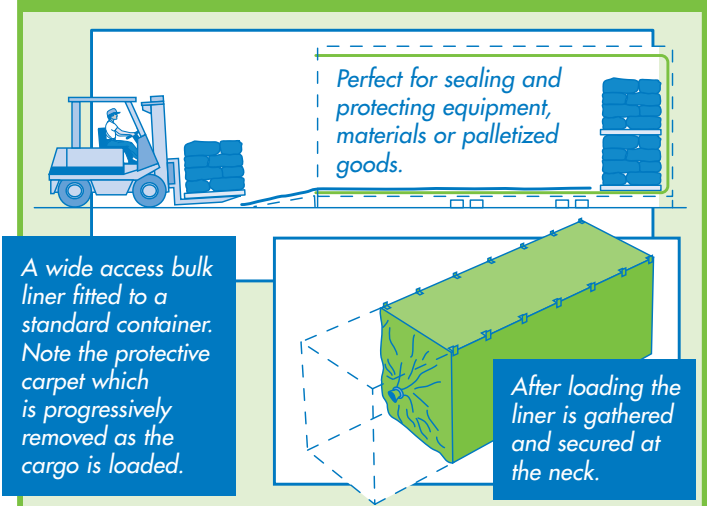 Perfect for sealing and
protecting equipment,
materials or palletized
goods.
A wide access bulk
liner fitted to a
standard container.
Note the protective
carpet which
is progressively
removed as the
cargo is loaded.
After loading the
liner is gathered
and secured at
the neck.